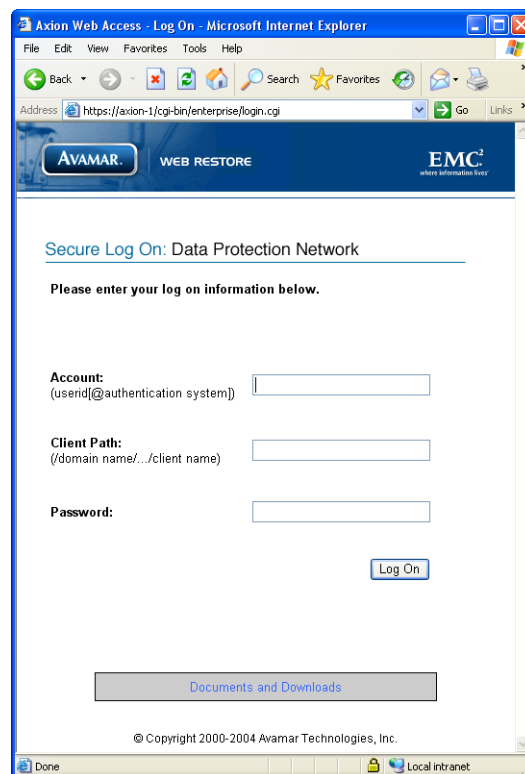 Axion Web Access - Log On - Microsoft Internet Explorer
File Edit View Favorites Tools Help
Back Search Favorites
Address https://axion-1/cgi-bin/enterprise/login.cgi Go Links
AVAMAR. WEB RESTORE EMC²
where information lives
Secure Log On: Data Protection Network
Please enter your log on information below.
Account:
(userid[@authentication system])
Client Path:
(/domain name/.../client name)
Password:
Log On
Documents and Downloads
© Copyright 2000-2004 Avamar Technologies, Inc.
Done Local intranet